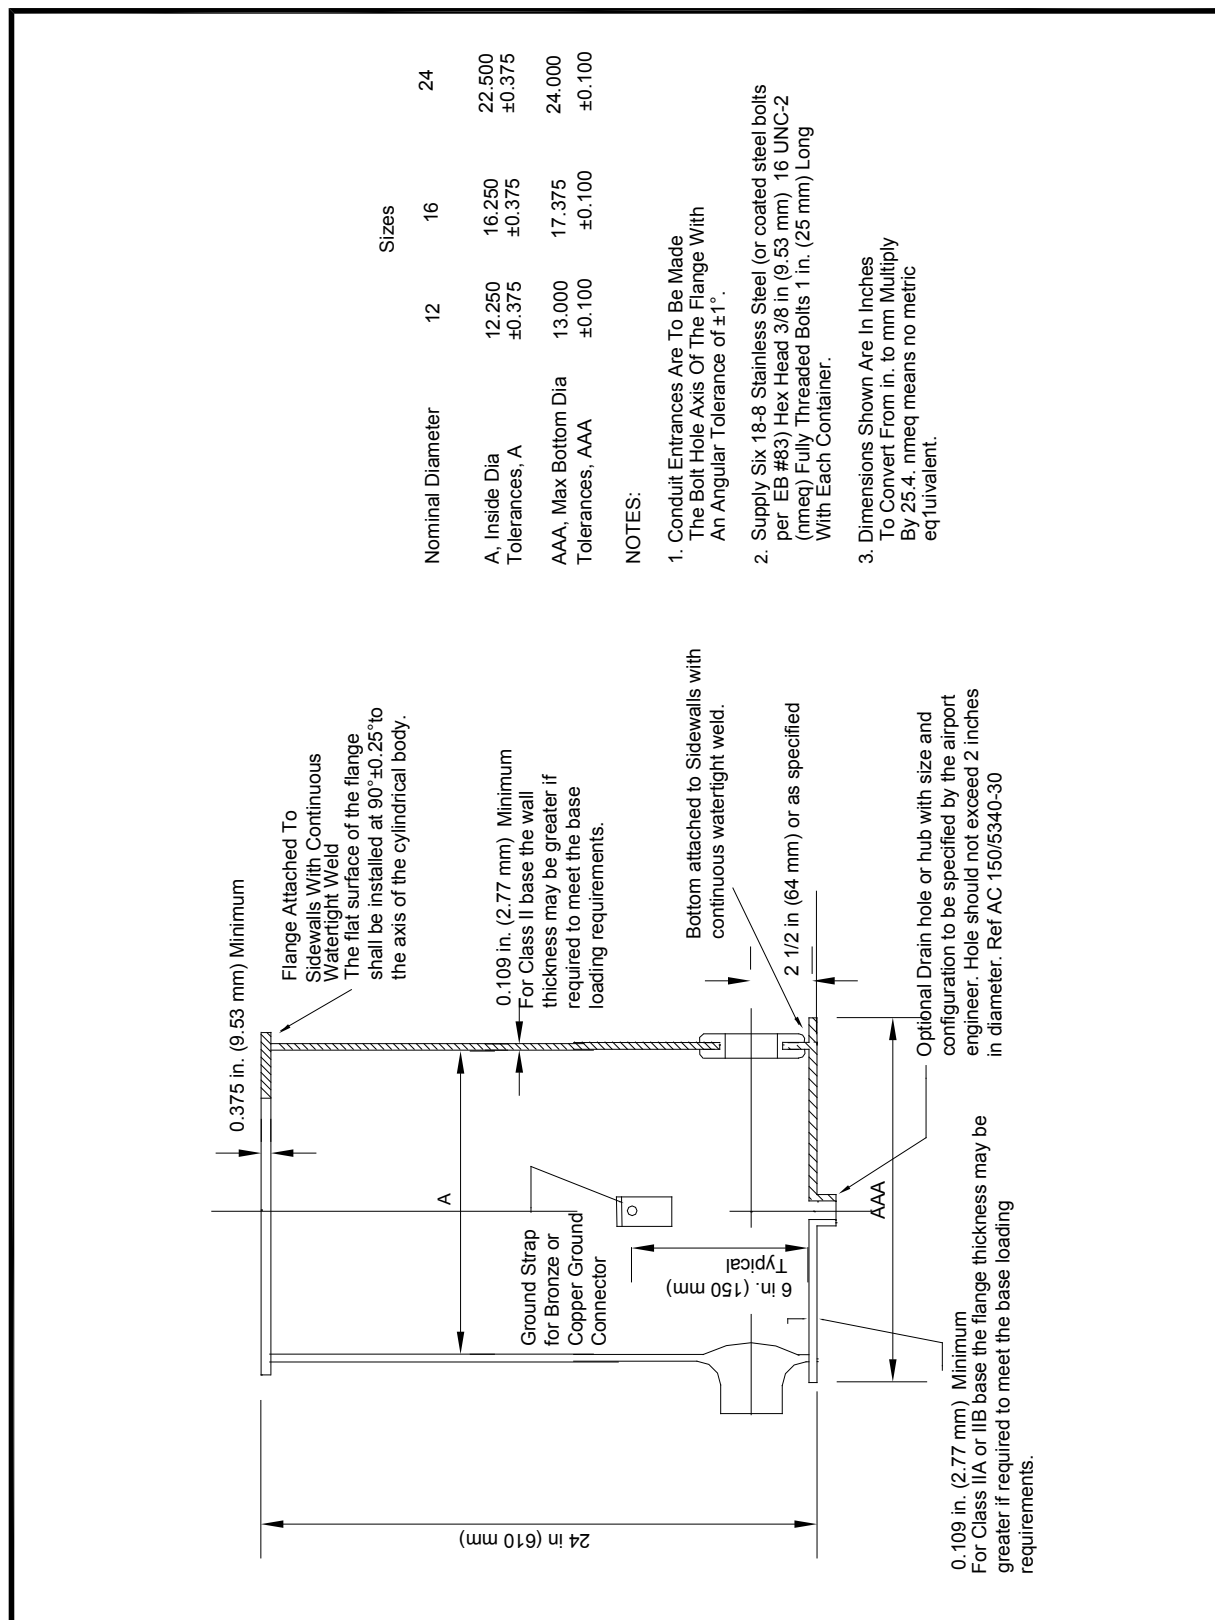 0.375 in. (9.53 mm) Minimum
Flange Attached To
Sidewalls With Continuous
Watertight Weld
The flat surface of the flange
shall be installed at 90°±0.25°to
the axis of the cylindrical body.
0.109 in. (2.77 mm) Minimum
For Class II base the wall
thickness may be greater if
required to meet the base
loading requirements.
A
Ground Strap
for Bronze or
Copper Ground
Connector
24 in (610 mm)
6 in. (150 mm)
Typical
Bottom attached to Sidewalls with
continuous watertight weld.
2 1/2 in (64 mm) or as specified
AAA
Optional Drain hole or hub with size and
configuration to be specified by the airport
engineer. Hole should not exceed 2 inches
in diameter. Ref AC 150/5340-30
0.109 in. (2.77 mm) Minimum
For Class IIA or IIB base the flange thickness may be
greater if required to meet the base loading
requirements.
Sizes
Nominal Diameter 12 16 24
A, Inside Dia 12.250 16.250 22.500
Tolerances, A ±0.375 ±0.375 ±0.375
AAA, Max Bottom Dia 13.000 17.375 24.000
Tolerances, AAA ±0.100 ±0.100 ±0.100
NOTES:
1. Conduit Entrances Are To Be Made
The Bolt Hole Axis Of The Flange With
An Angular Tolerance of ±1°.
2. Supply Six 18-8 Stainless Steel (or coated steel bolts
per EB #83) Hex Head 3/8 in (9.53 mm) 16 UNC-2
(nmeq) Fully Threaded Bolts 1 in. (25 mm) Long
With Each Container.
3. Dimensions Shown Are In Inches
To Convert From in. to mm Multiply
By 25.4. nmeq means no metric
eq1uivalent.